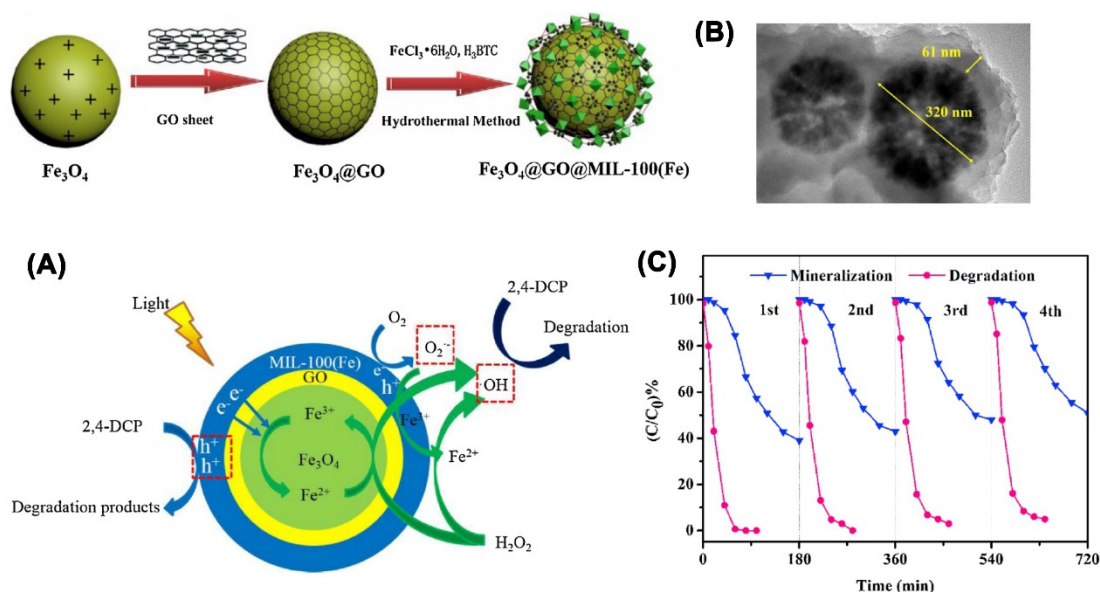 FeCl₃•6H₂O, H₃BTC
GO sheet
Hydrothermal Method
Fe₃O₄
Fe₃O₄@GO
Fe₃O₄@GO@MIL-100(Fe)
(B)
61 nm
320 nm
(A)
Light
2,4-DCP
O₂
O₂˙⁻
·OH
2,4-DCP
Degradation
MIL-100(Fe)
GO
e⁻
h⁺
e⁻
e⁻
Fe³⁺
Fe³⁺
Fe²⁺
h⁺
h⁺
Fe₃O₄
Fe²⁺
Degradation products
H₂O₂
(C)
Mineralization
Degradation
1st
2nd
3rd
4th
(C/C₀)%
100
80
60
40
20
0
0
180
360
540
720
Time (min)